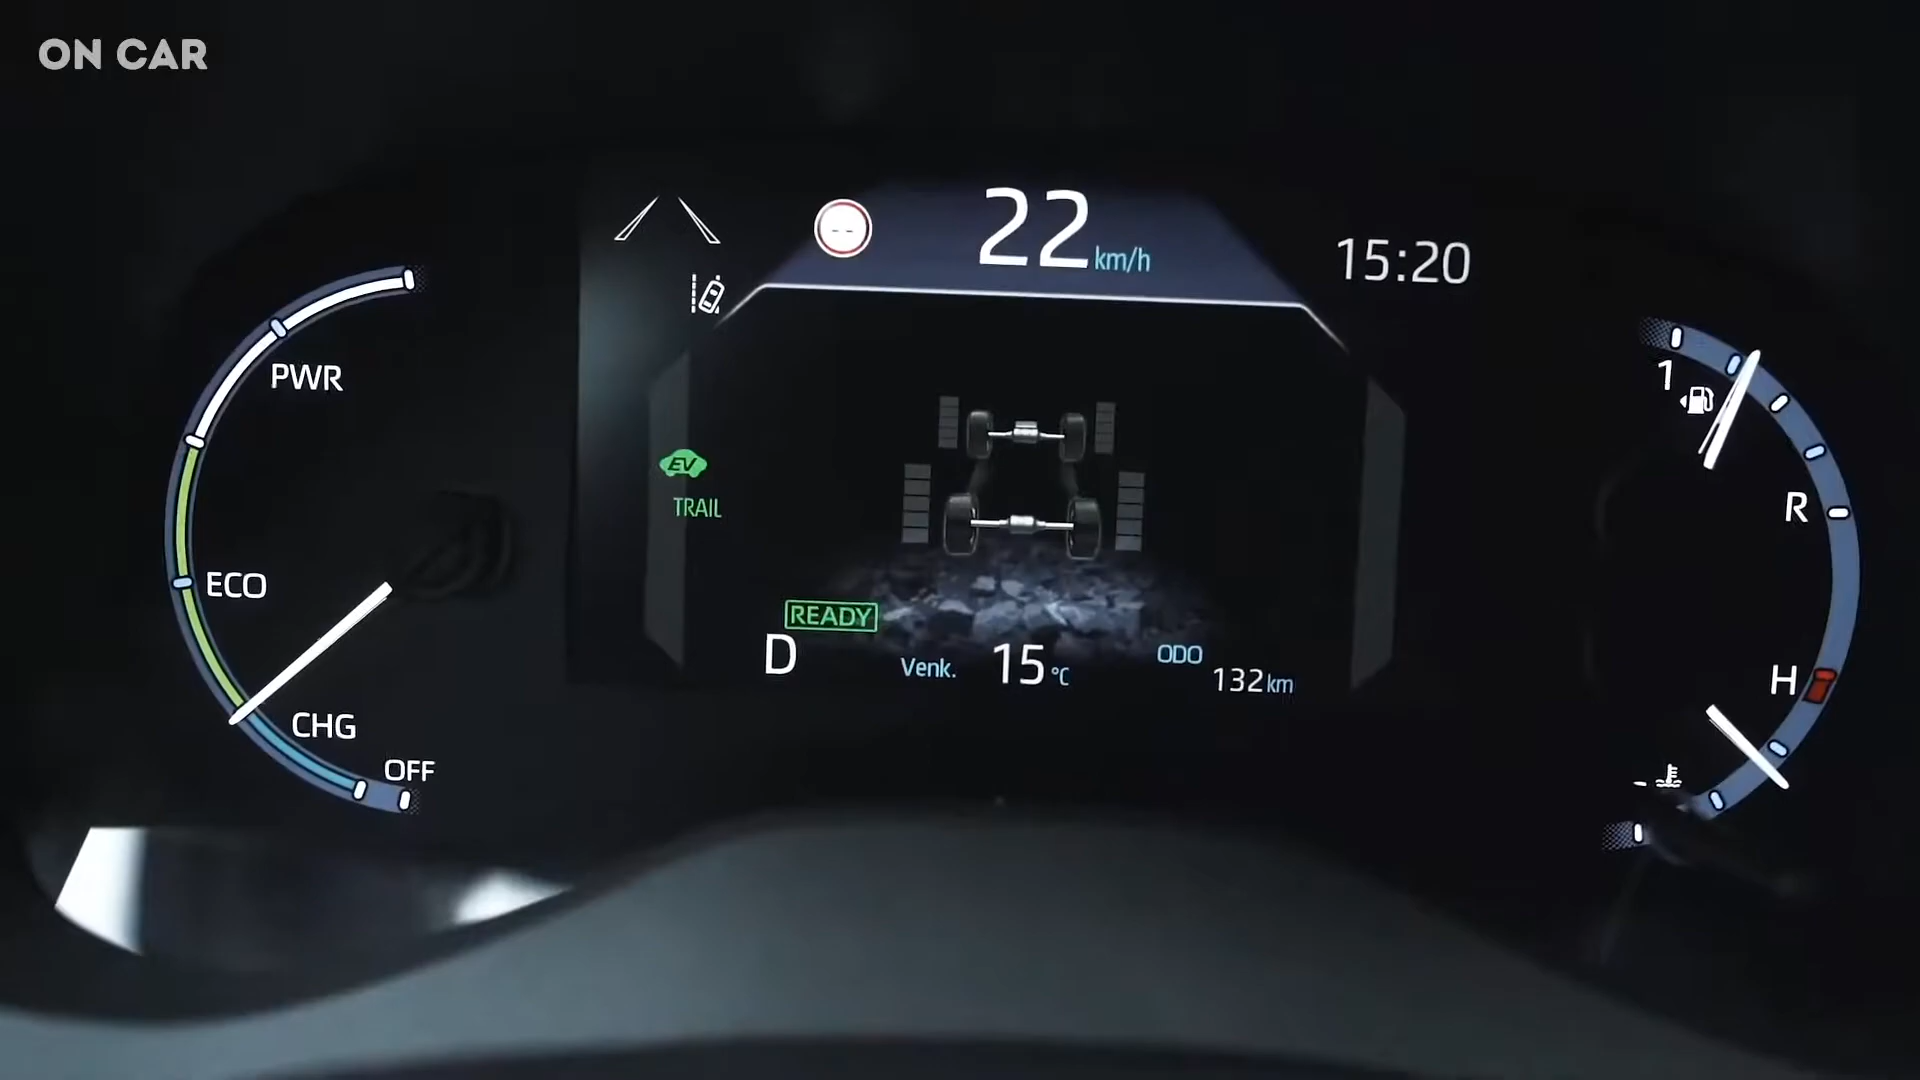 ON CAR
22 km/h
--
15:20
PWR
1
EV
TRAIL
R
ECO
READY
D
Venk. 15 °C
ODO
132 km
H
CHG
OFF